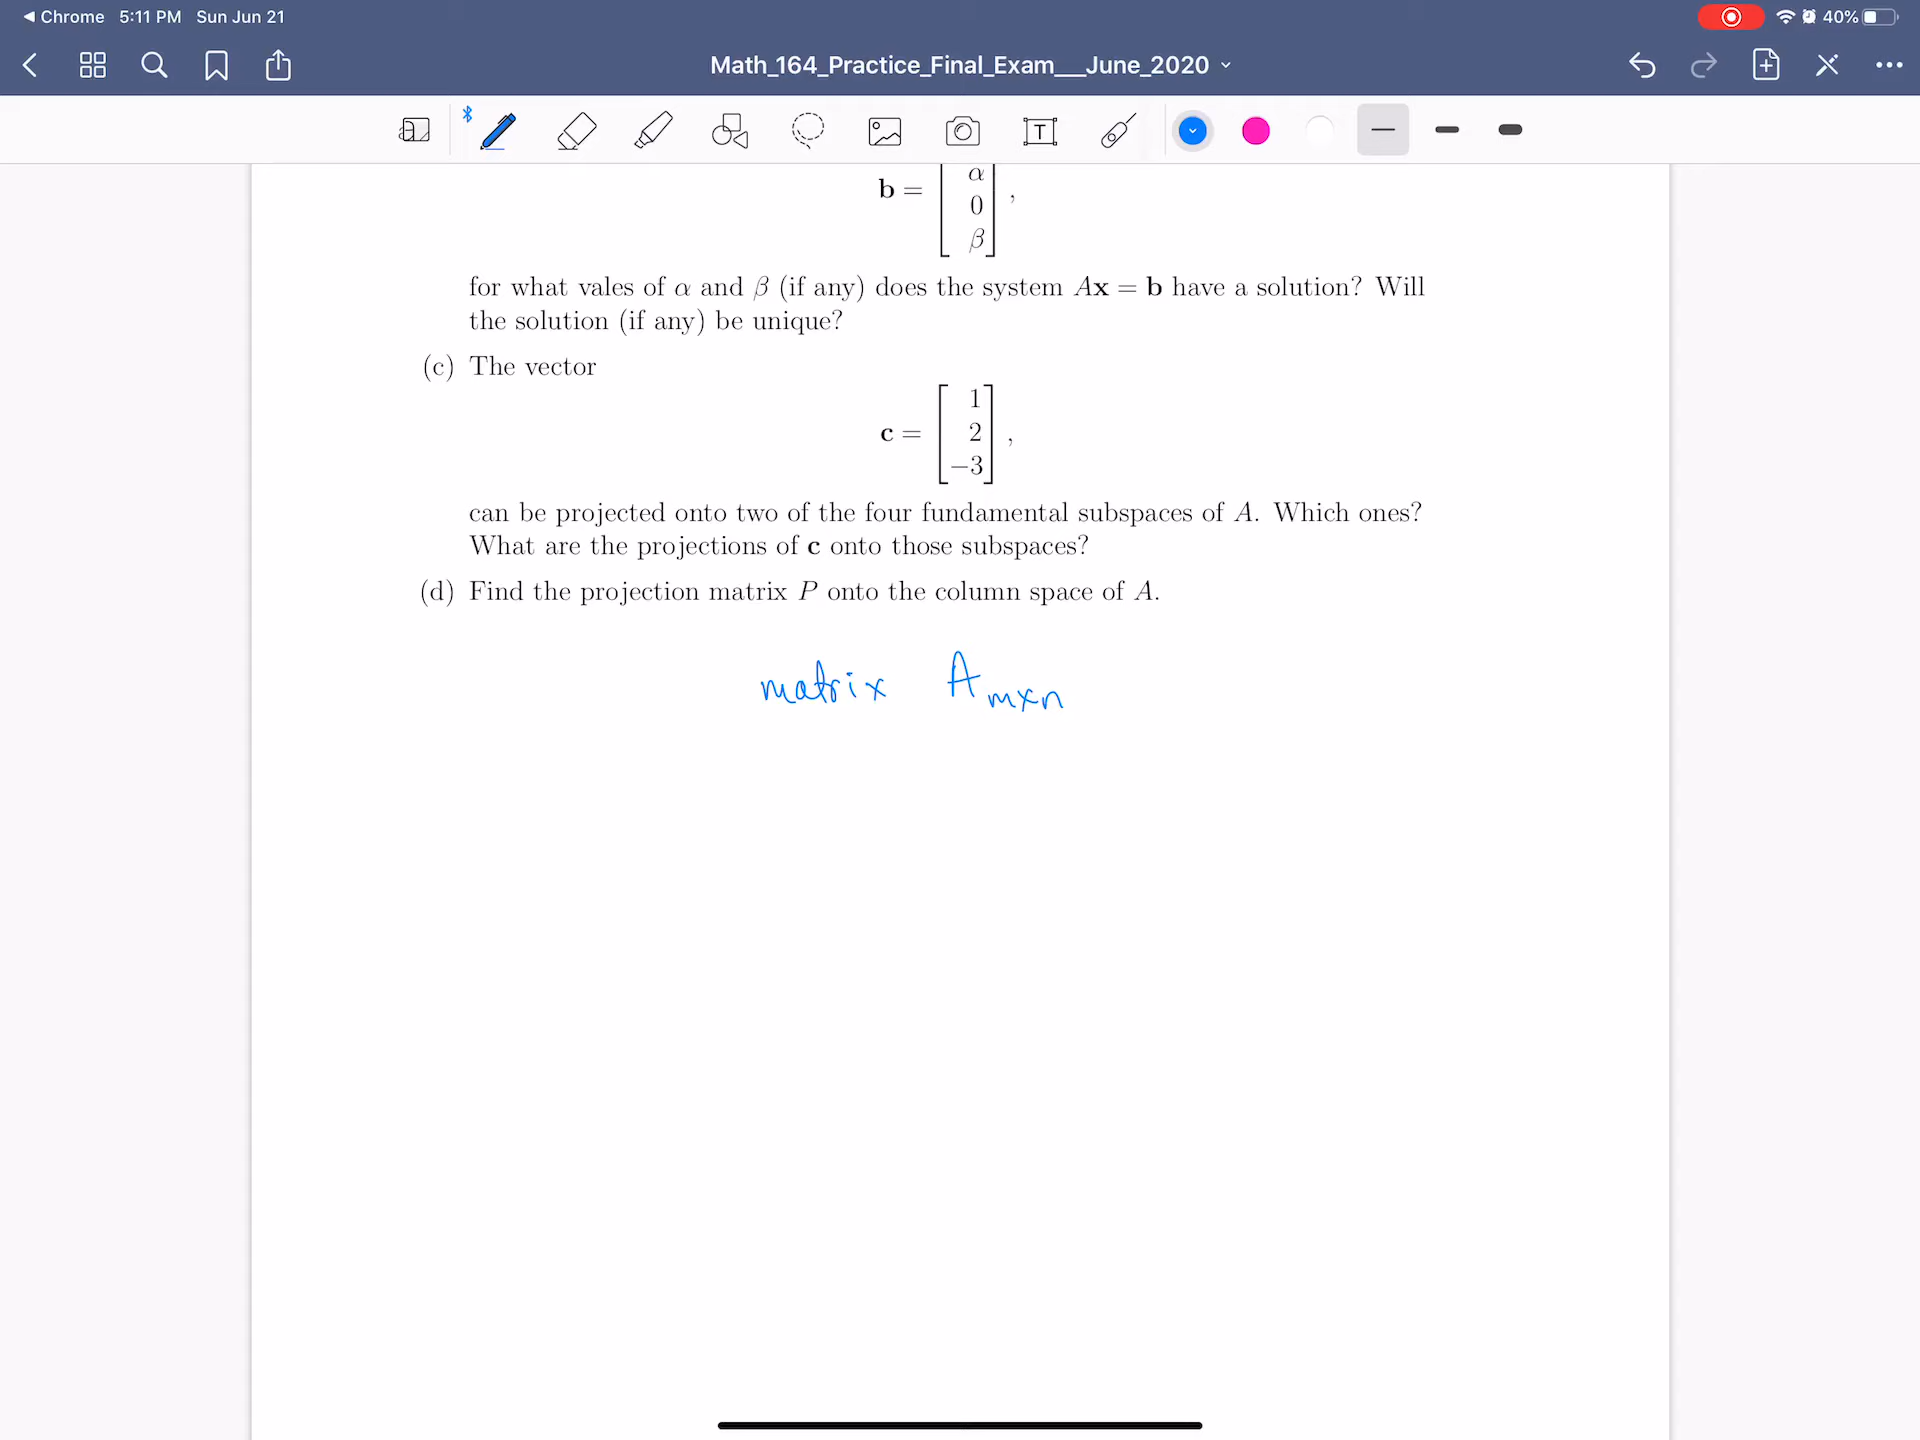 Chrome 5:11 PM Sun Jun 21
40%
Math_164_Practice_Final_Exam___June_2020
T
b = [α 0 β],
for what vales of α and β (if any) does the system Ax = b have a solution? Will
the solution (if any) be unique?
(c) The vector
c = [1 2 −3],
can be projected onto two of the four fundamental subspaces of A. Which ones?
What are the projections of c onto those subspaces?
(d) Find the projection matrix P onto the column space of A.
matrix A m×n